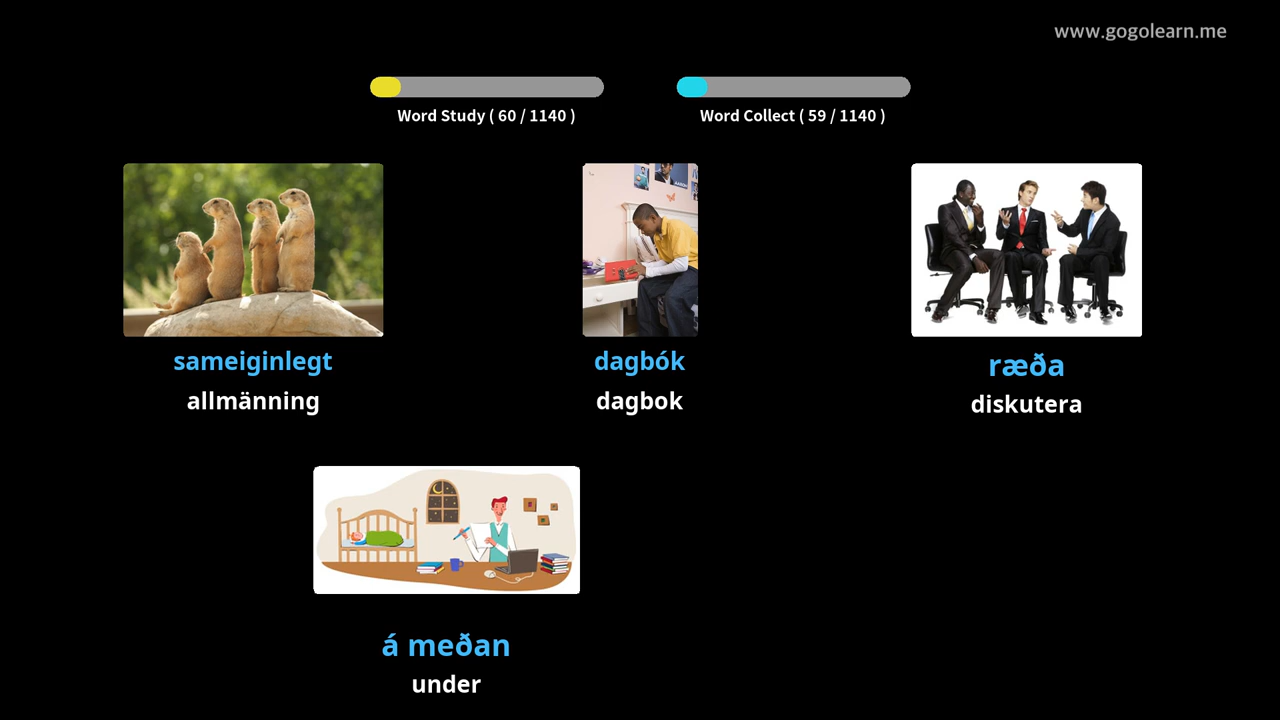 www.gogolearn.me
Word Study ( 60 / 1140 )
Word Collect ( 59 / 1140 )
sameiginlegt
allmänning
dagbók
dagbok
ræða
diskutera
á meðan
under